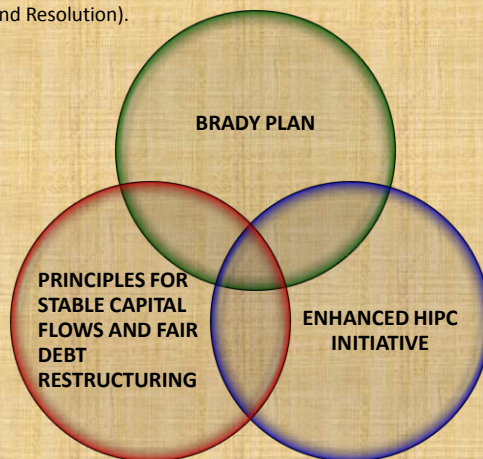 nd Resolution).
BRADY PLAN
PRINCIPLES FOR
STABLE CAPITAL
FLOWS AND FAIR
DEBT
RESTRUCTURING
ENHANCED HIPC
INITIATIVE